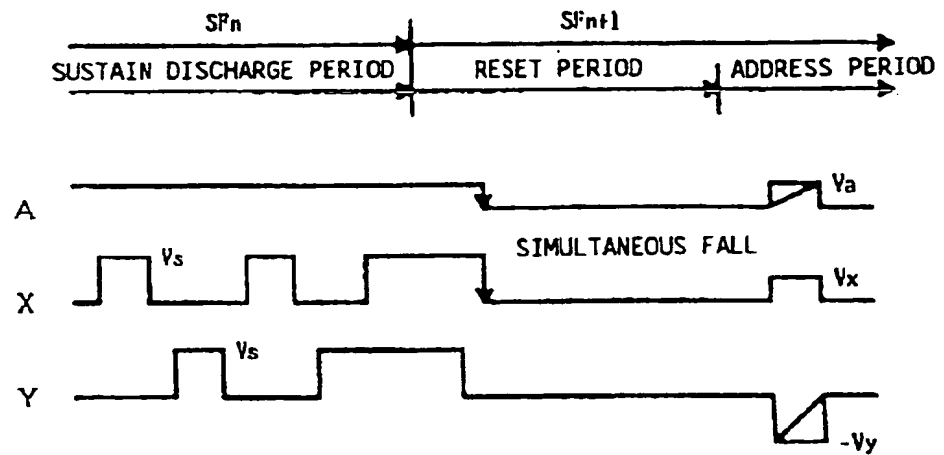 SFn SFn+1
SUSTAIN DISCHARGE PERIOD RESET PERIOD ADDRESS PERIOD
A Va
SIMULTANEOUS FALL
X Vs Vx
Y Vs
-Vy